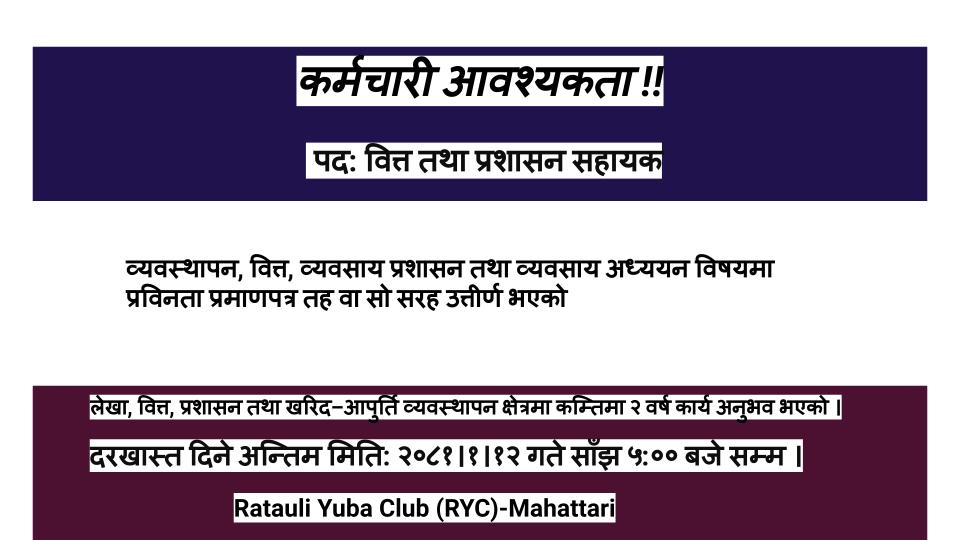 कर्मचारी आवश्यकता !!
पद: वित्त तथा प्रशासन सहायक
व्यवस्थापन, वित्त, व्यवसाय प्रशासन तथा व्यवसाय अध्ययन विषयमा
प्रविनता प्रमाणपत्र तह वा सो सरह उत्तीर्ण भएको
लेखा, वित्त, प्रशासन तथा खरिद–आपुर्ति व्यवस्थापन क्षेत्रमा कम्तिमा २ वर्ष कार्य अनुभव भएको ।
दरखास्त दिने अन्तिम मिति: २०८१।१।१२ गते साँझ ५:०० बजे सम्म ।
Ratauli Yuba Club (RYC)-Mahattari